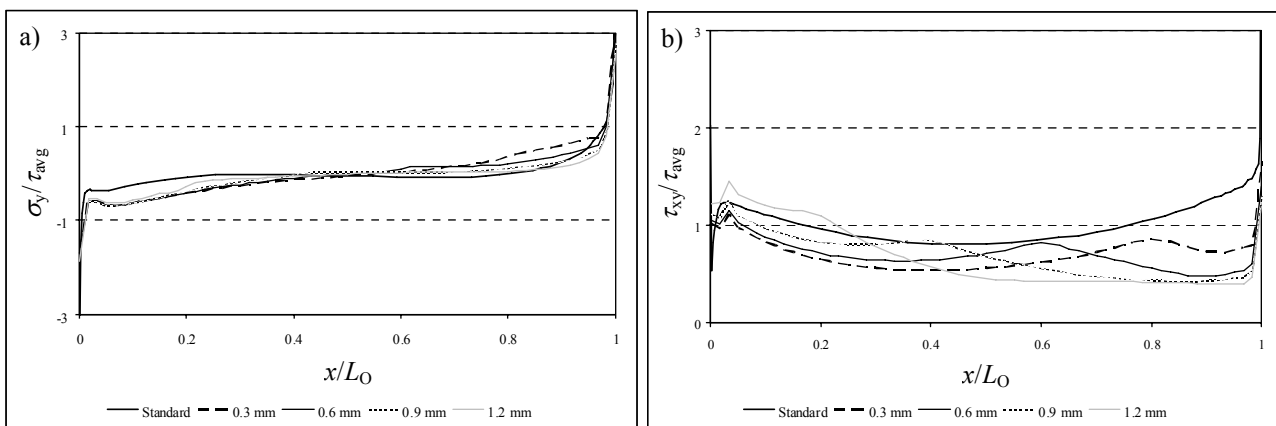 a)
3
1
-1
-3
σy/τavg
0 0.2 0.4 0.6 0.8 1
x/LO
Standard 0.3 mm 0.6 mm 0.9 mm 1.2 mm
b)
3
2
1
0
τxy/τavg
0 0.2 0.4 0.6 0.8 1
x/LO
Standard 0.3 mm 0.6 mm 0.9 mm 1.2 mm